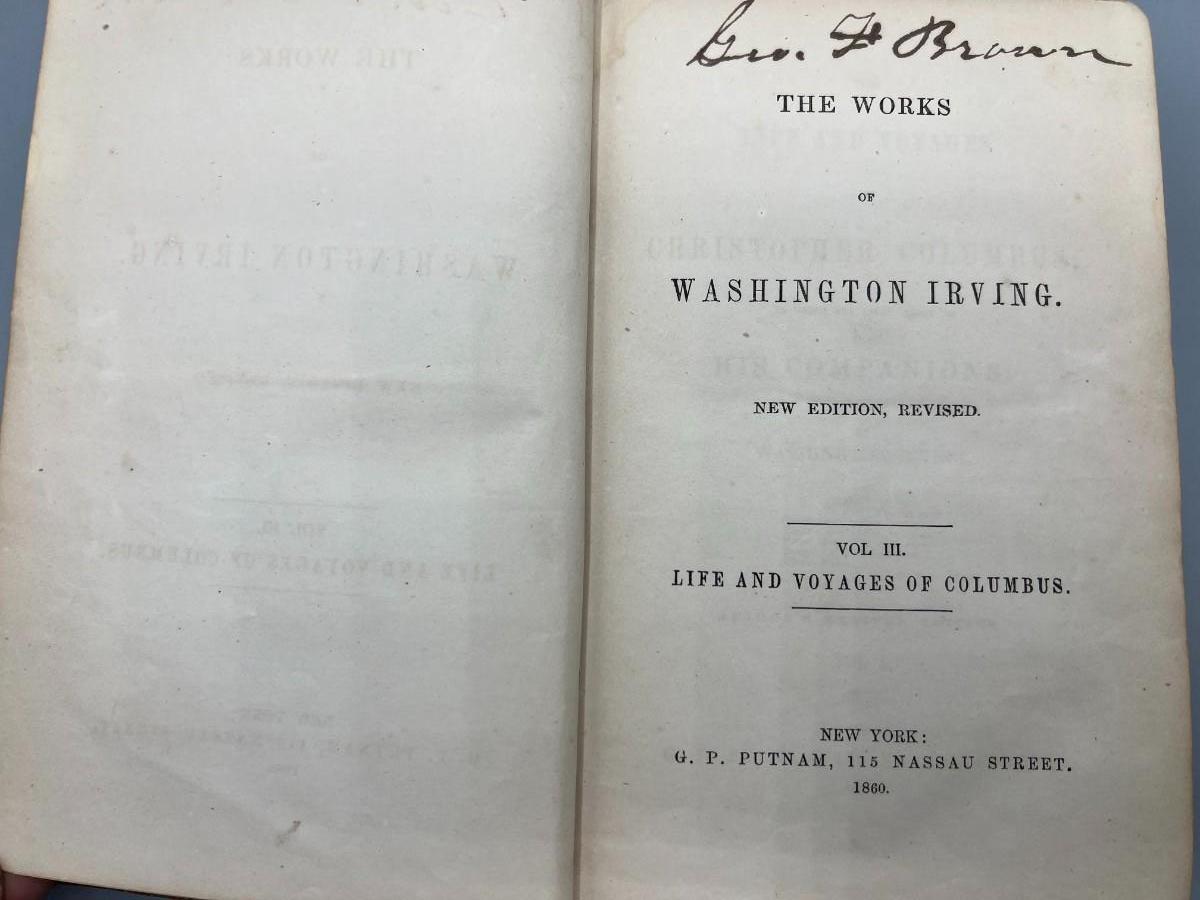 Geo. F Brown
THE WORKS
OF
WASHINGTON IRVING.
NEW EDITION, REVISED.
VOL III.
LIFE AND VOYAGES OF COLUMBUS.
NEW YORK:
G. P. PUTNAM, 115 NASSAU STREET.
1860.